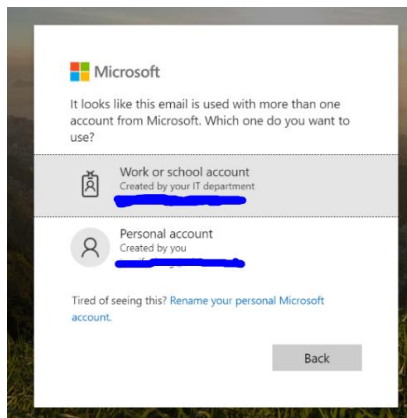 Microsoft
It looks like this email is used with more than one
account from Microsoft. Which one do you want to
use?
Work or school account
Created by your IT department
Personal account
Created by you
Tired of seeing this? Rename your personal Microsoft
account.
Back